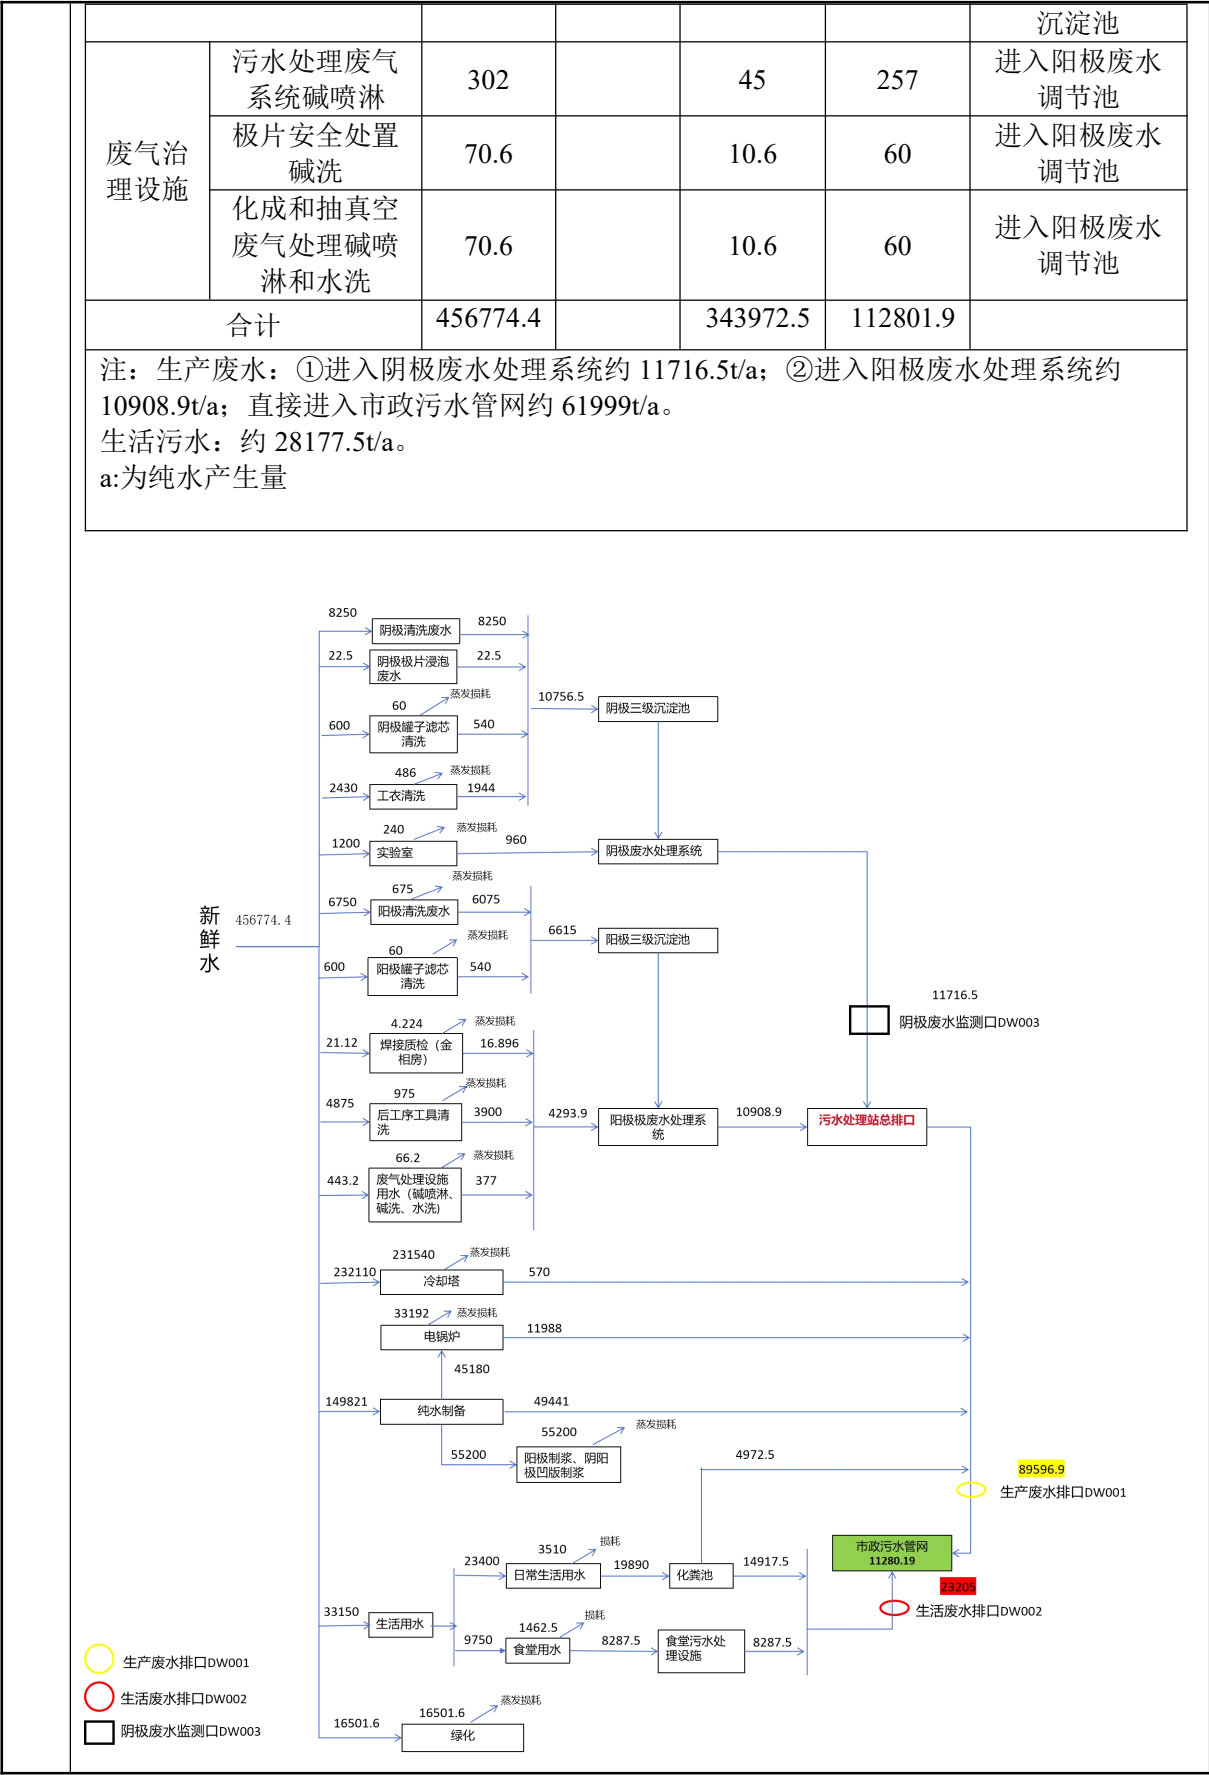 沉淀池
废气治
理设施
污水处理废气
系统碱喷淋
302
45
257
进入阳极废水
调节池
极片安全处置
碱洗
70.6
10.6
60
进入阳极废水
调节池
化成和抽真空
废气处理碱喷
淋和水洗
70.6
10.6
60
进入阳极废水
调节池
合计
456774.4
343972.5
112801.9
注：生产废水：①进入阴极废水处理系统约 11716.5t/a；②进入阳极废水处理系统约
10908.9t/a；直接进入市政污水管网约 61999t/a。
生活污水：约 28177.5t/a。
a:为纯水产生量
8250
阴极清洗废水
8250
22.5
阴极极片浸泡
废水
22.5
60
蒸发损耗
600
阴极罐子滤芯
清洗
540
10756.5
阴极三级沉淀池
486
蒸发损耗
2430
工衣清洗
1944
240
蒸发损耗
1200
实验室
960
阴极废水处理系统
675
蒸发损耗
6750
阳极清洗废水
6075
新
鲜
水
456774.4
60
蒸发损耗
600
阳极罐子滤芯
清洗
540
6615
阳极三级沉淀池
11716.5
阴极废水监测口DW003
4.224
蒸发损耗
21.12
焊接质检（金
相房）
16.896
975
蒸发损耗
4875
后工序工具清
洗
3900
4293.9
阳极极废水处理系
统
10908.9
污水处理站总排口
66.2
蒸发损耗
443.2
废气处理设施
用水（碱喷淋、
碱洗、水洗)
377
231540
蒸发损耗
232110
冷却塔
570
33192
蒸发损耗
电锅炉
11988
45180
149821
纯水制备
49441
55200
55200
蒸发损耗
阳极制浆、阴阳
极凹版制浆
4972.5
89596.9
生产废水排口DW001
市政污水管网
11280.19
23205
生活废水排口DW002
3510
损耗
23400
日常生活用水
19890
化粪池
14917.5
33150
生活用水
1462.5
损耗
9750
食堂用水
8287.5
食堂污水处
理设施
8287.5
生产废水排口DW001
生活废水排口DW002
阴极废水监测口DW003
16501.6
16501.6
蒸发损耗
绿化